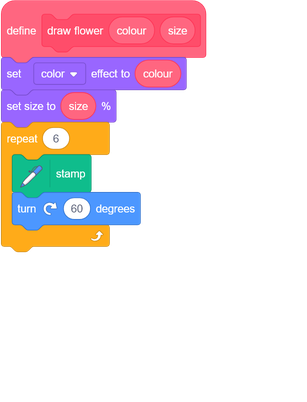 define draw flower colour size
set color effect to colour
set size to size %
repeat 6
stamp
turn 60 degrees